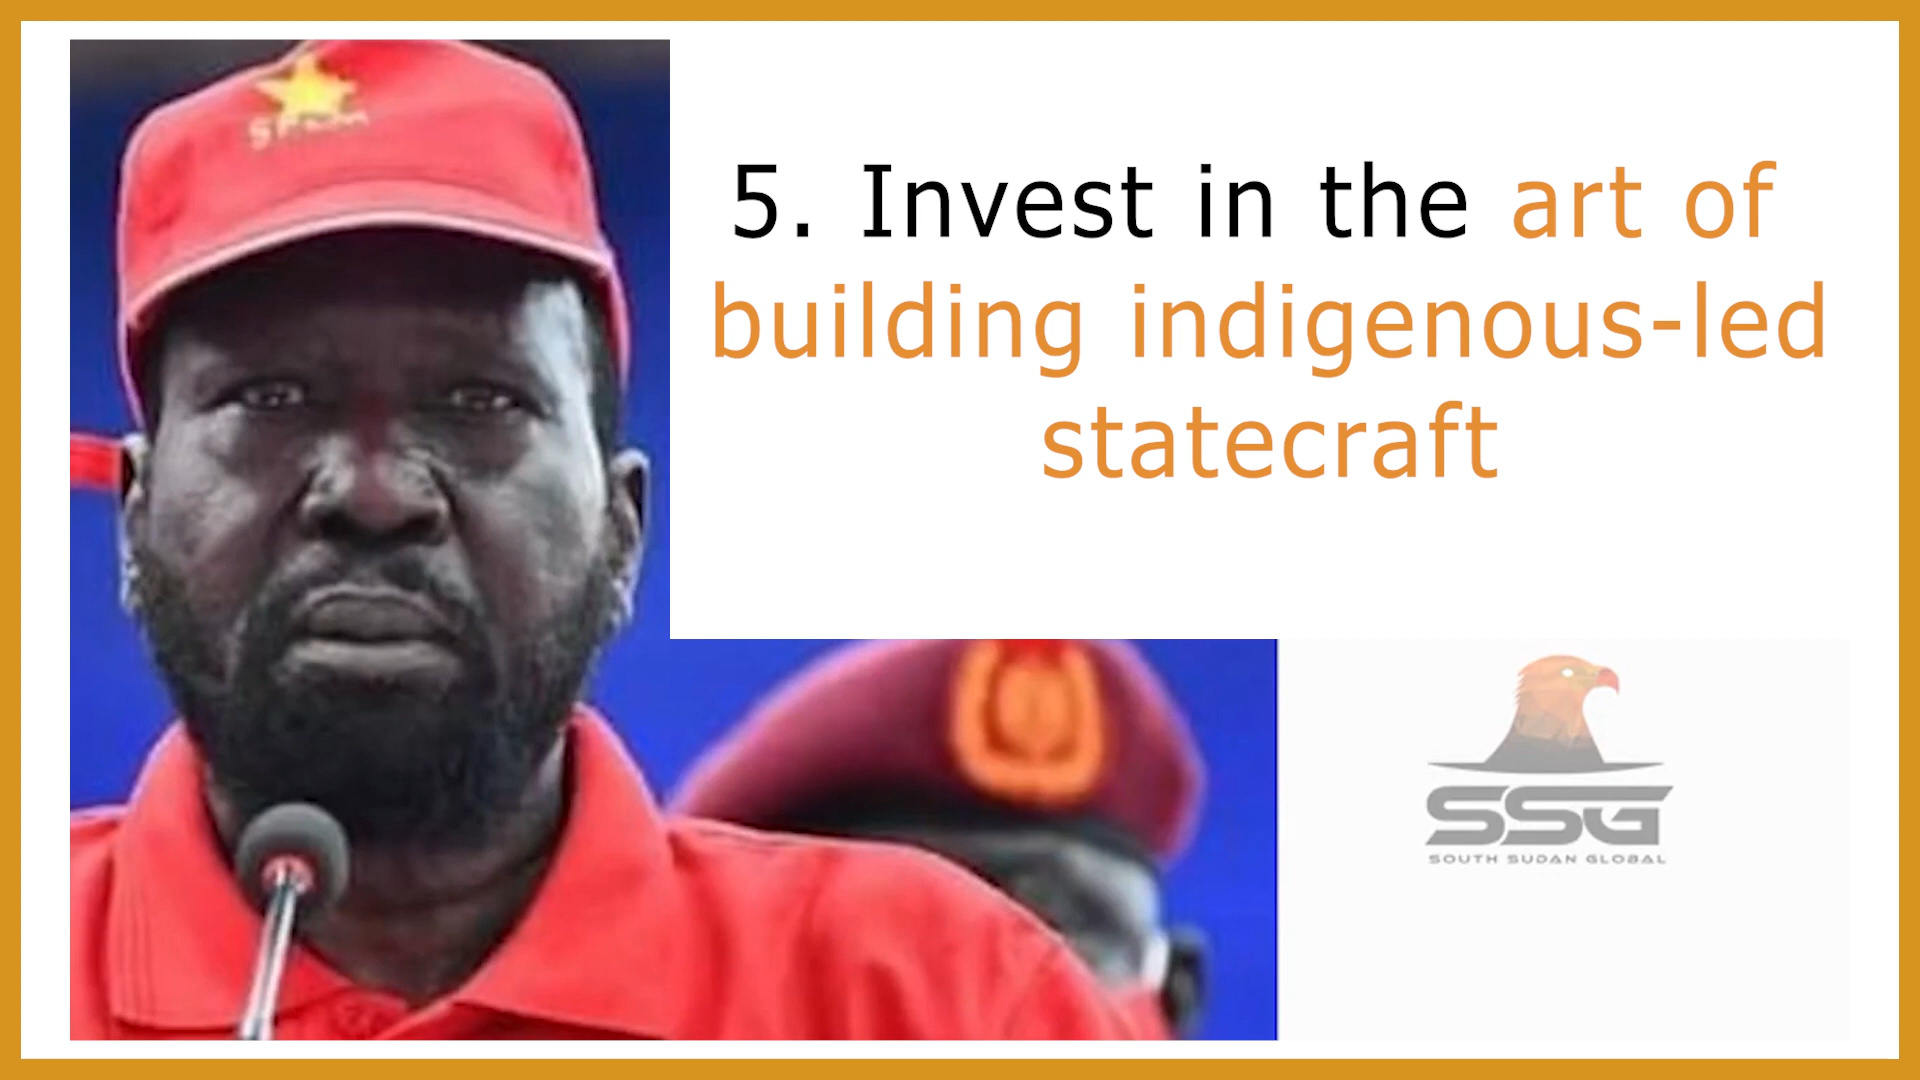 5. Invest in the art of
building indigenous-led
statecraft
SSG
SOUTH SUDAN GLOBAL